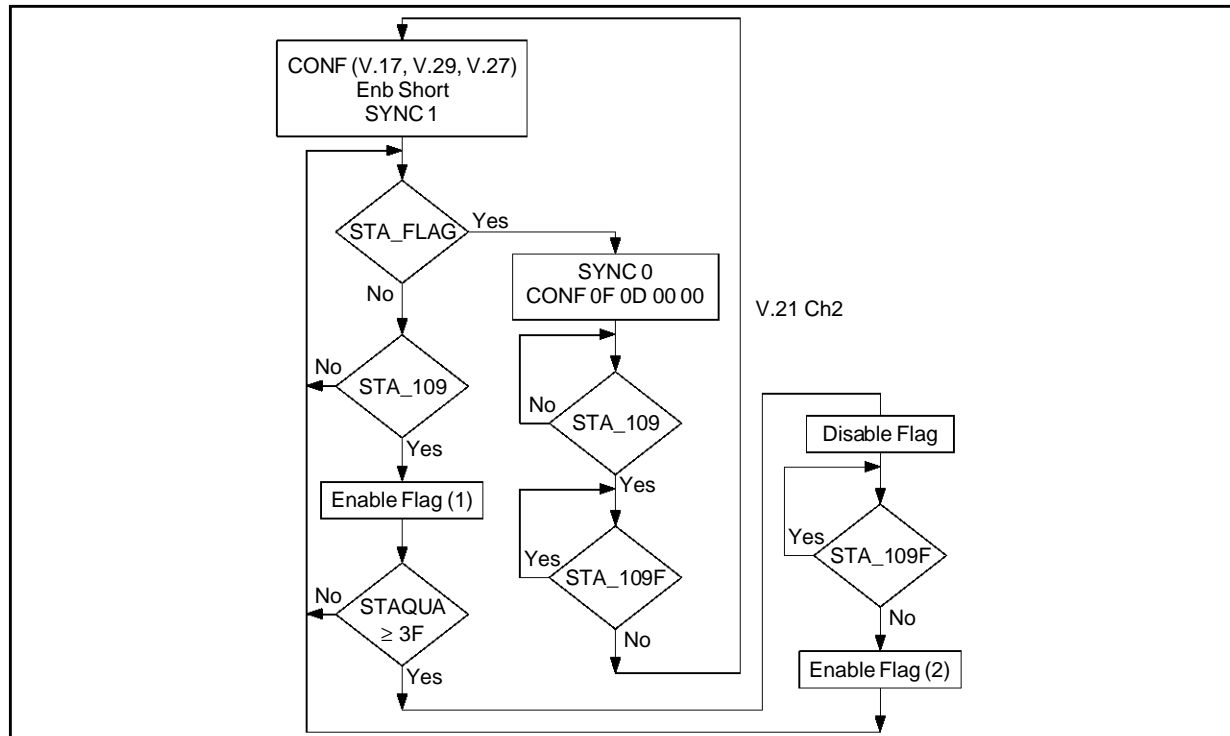 CONF (V.17, V.29, V.27)
Enb Short
SYNC 1
STA_FLAG
Yes
No
SYNC 0
CONF 0F 0D 00 00
V.21 Ch2
STA_109
No
Yes
Enable Flag (1)
STAQUA
≥ 3F
No
Yes
STA_109
No
Yes
STA_109F
Yes
No
Disable Flag
STA_109F
Yes
No
Enable Flag (2)